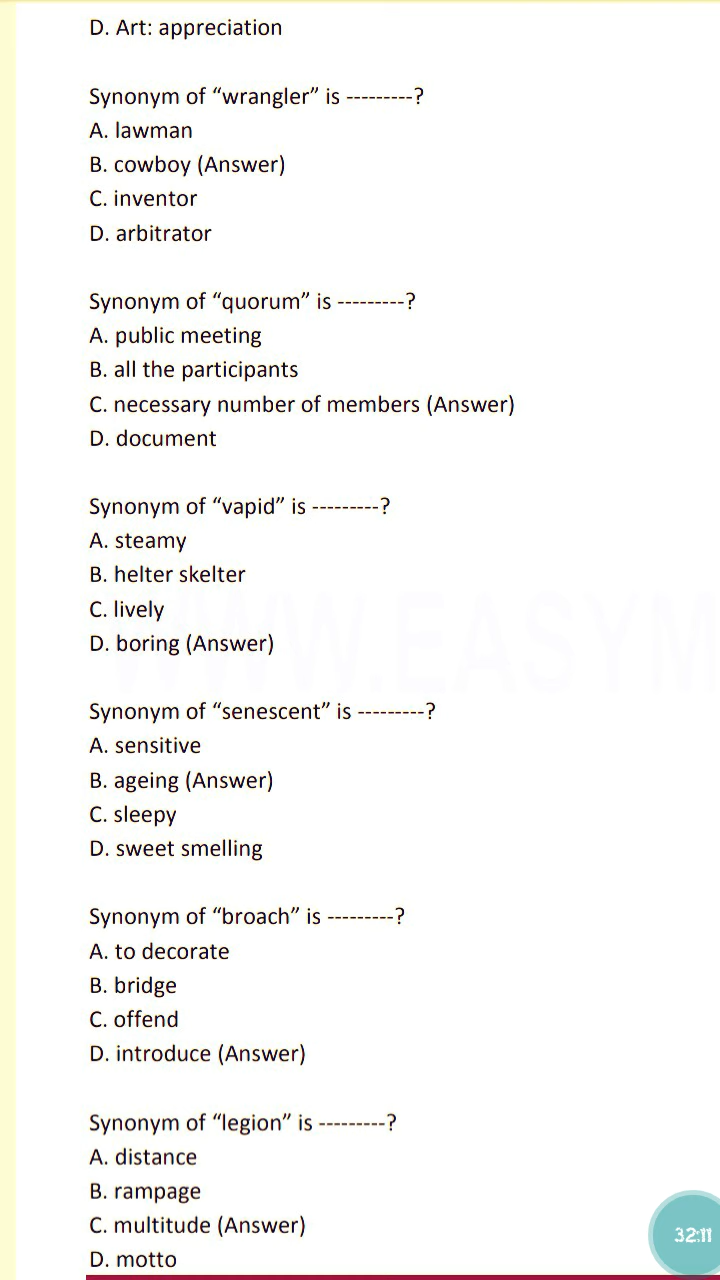 D. Art: appreciation
Synonym of “wrangler” is ---------?
A. lawman
B. cowboy (Answer)
C. inventor
D. arbitrator
Synonym of “quorum” is ---------?
A. public meeting
B. all the participants
C. necessary number of members (Answer)
D. document
Synonym of “vapid” is ---------?
A. steamy
B. helter skelter
C. lively
D. boring (Answer)
WWW.EASYM
Synonym of “senescent” is ---------?
A. sensitive
B. ageing (Answer)
C. sleepy
D. sweet smelling
Synonym of “broach” is ---------?
A. to decorate
B. bridge
C. offend
D. introduce (Answer)
Synonym of “legion” is ---------?
A. distance
B. rampage
C. multitude (Answer)
D. motto
32:11